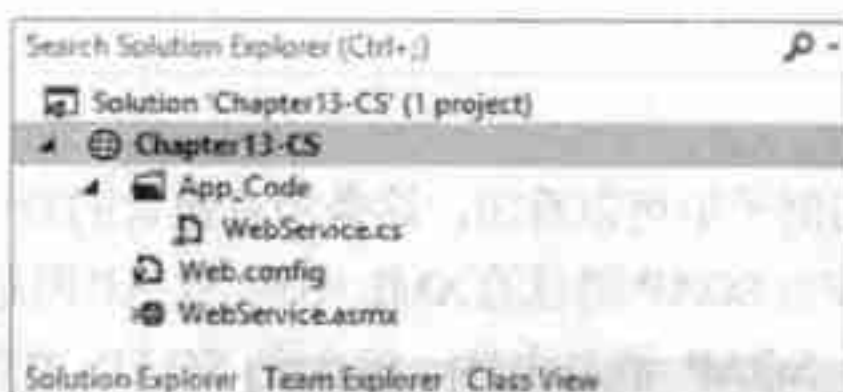 Search Solution Explorer (Ctrl+;)
Solution 'Chapter13-CS' (1 project)
Chapter13-CS
App_Code
WebService.cs
Web.config
WebService.asmx
Solution Explorer Team Explorer Class View